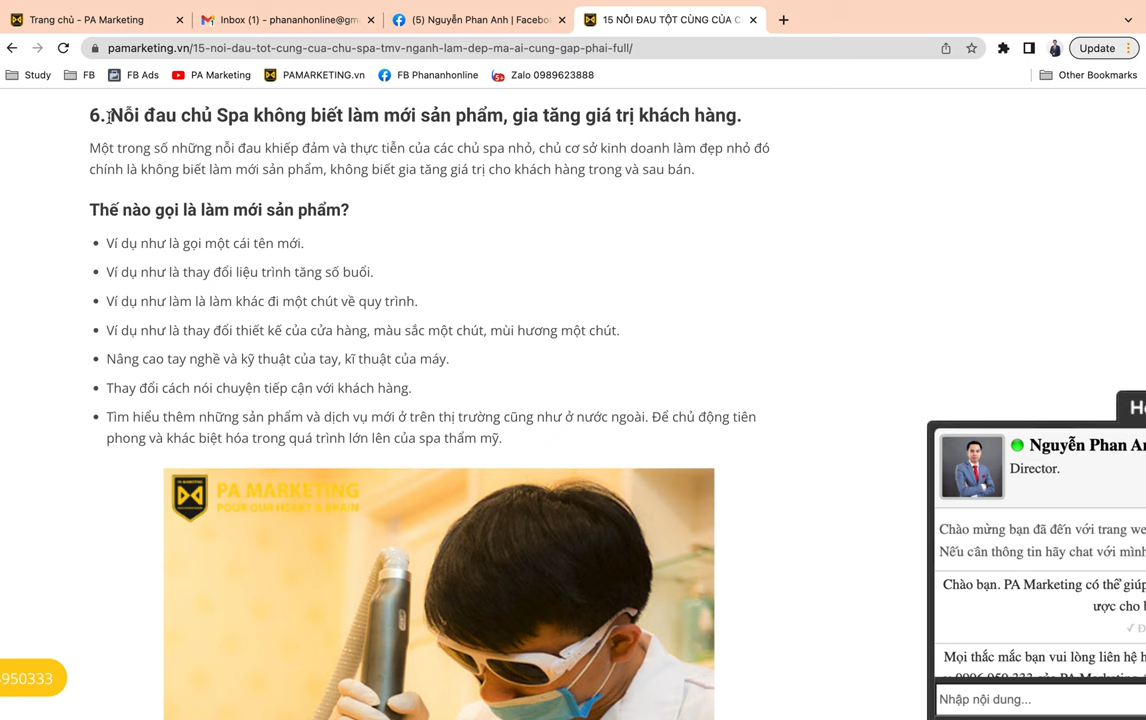 Trang chủ - PA Marketing
Inbox (1) - phananhonline@gm
(5) Nguyễn Phan Anh | Facebo
15 NỖI ĐAU TỘT CÙNG CỦA C
pamarketing.vn/15-noi-dau-tot-cung-cua-chu-spa-tmv-nganh-lam-dep-ma-ai-cung-gap-phai-full/
Update
Study
FB
FB Ads
PA Marketing
PAMARKETING.vn
FB Phananhonline
Zalo 0989623888
Other Bookmarks
6. Nỗi đau chủ Spa không biết làm mới sản phẩm, gia tăng giá trị khách hàng.
Một trong số những nỗi đau khiếp đảm và thực tiễn của các chủ spa nhỏ, chủ cơ sở kinh doanh làm đẹp nhỏ đó
chính là không biết làm mới sản phẩm, không biết gia tăng giá trị cho khách hàng trong và sau bán.
Thế nào gọi là làm mới sản phẩm?
Ví dụ như là gọi một cái tên mới.
Ví dụ như là thay đổi liệu trình tăng số buổi.
Ví dụ như làm là làm khác đi một chút về quy trình.
Ví dụ như là thay đổi thiết kế của cửa hàng, màu sắc một chút, mùi hương một chút.
Nâng cao tay nghề và kỹ thuật của tay, kĩ thuật của máy.
Thay đổi cách nói chuyện tiếp cận với khách hàng.
Tìm hiểu thêm những sản phẩm và dịch vụ mới ở trên thị trường cũng như ở nước ngoài. Để chủ động tiên
phong và khác biệt hóa trong quá trình lớn lên của spa thẩm mỹ.
PA MARKETING
POUR OUR HEART & BRAIN
Nguyễn Phan An
Director.
Chào mừng bạn đã đến với trang we
Nếu cần thông tin hãy chat với mình
Chào bạn. PA Marketing có thể giúp
ược cho b
Mọi thắc mắc bạn vui lòng liên hệ h
Nhập nội dung...
950333